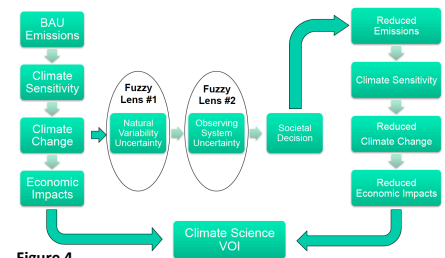 BAU
Emissions
Climate
Sensitivity
Climate
Change
Economic
Impacts
Fuzzy
Lens #1
Natural
Variability
Uncertainty
Fuzzy
Lens #2
Observing
System
Uncertainty
Societal
Decision
Reduced
Emissions
Climate Sensitivity
Reduced
Climate Change
Reduced
Economic Impacts
Climate Science
VOI
Figure 4